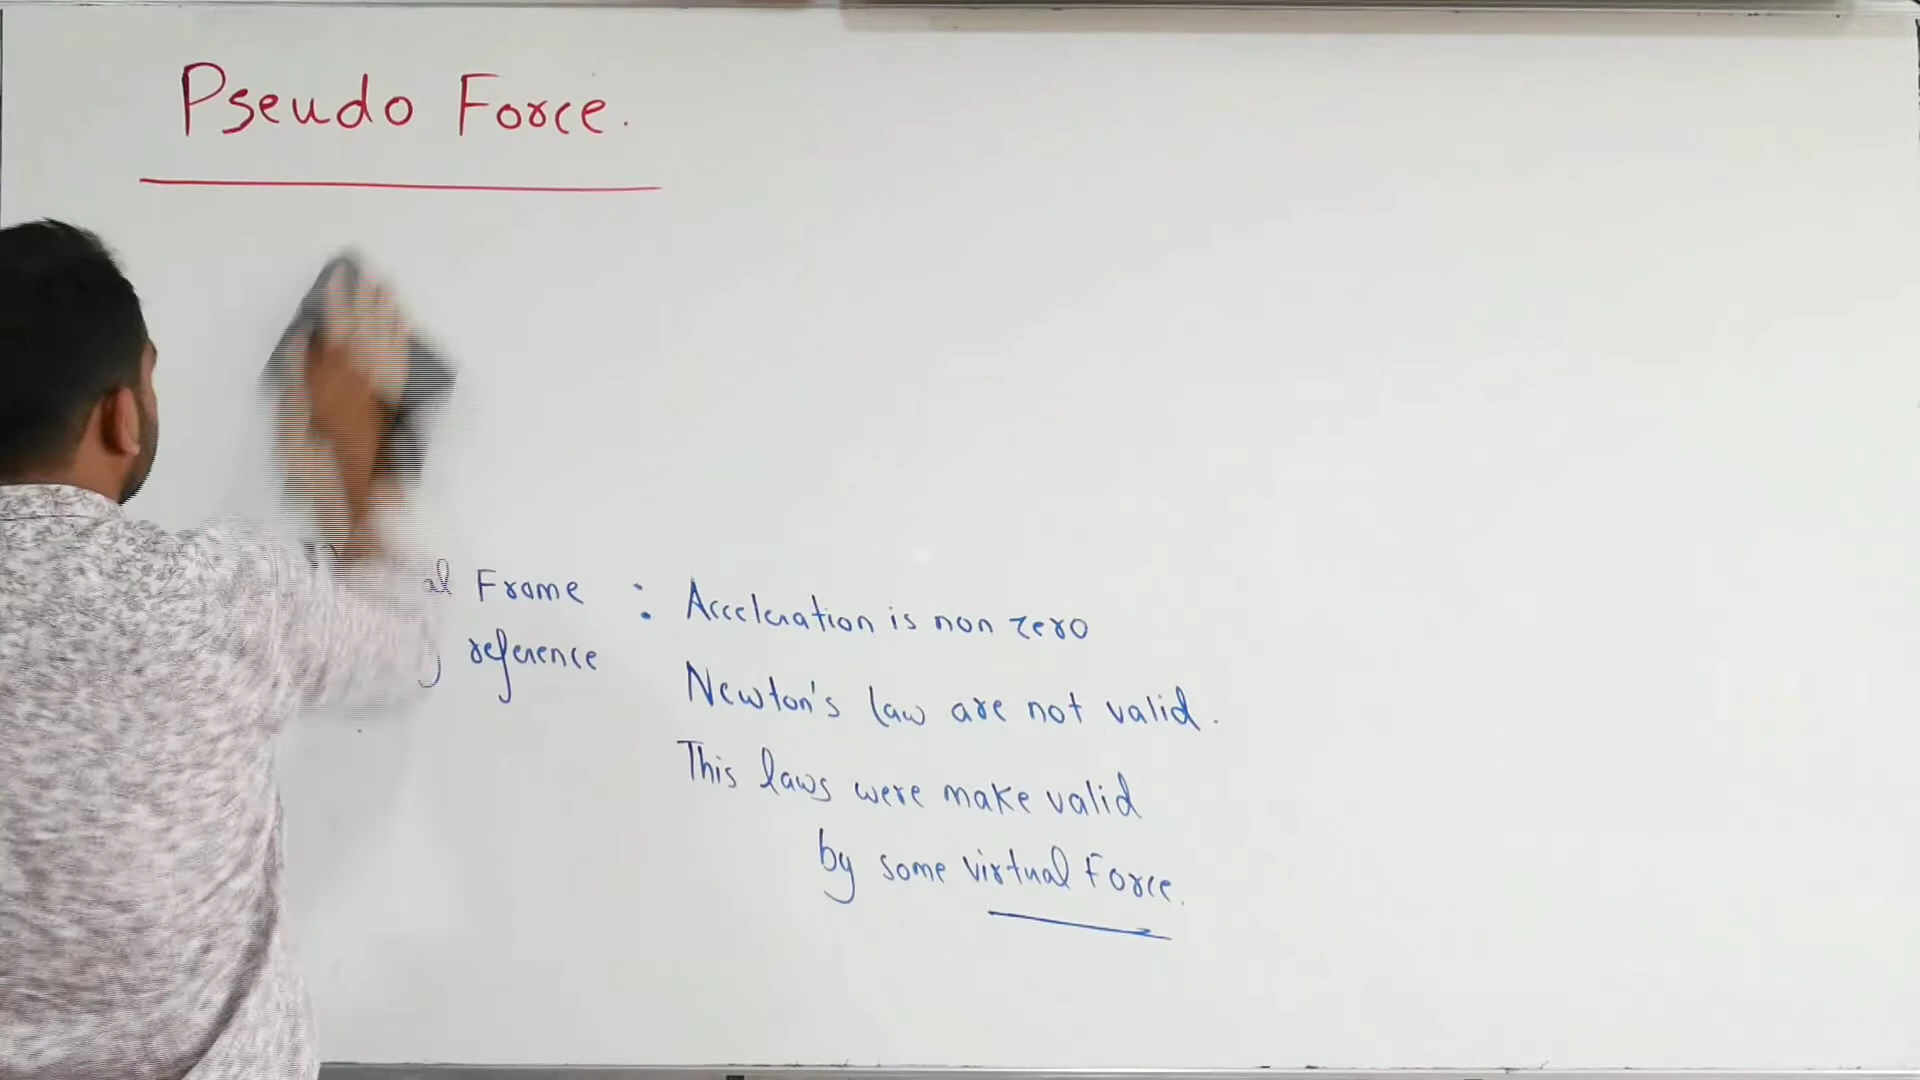 Pseudo Force.
Frame : Acceleration is non zero
reference
Newton's law are not valid.
This laws were make valid
by some virtual Force.